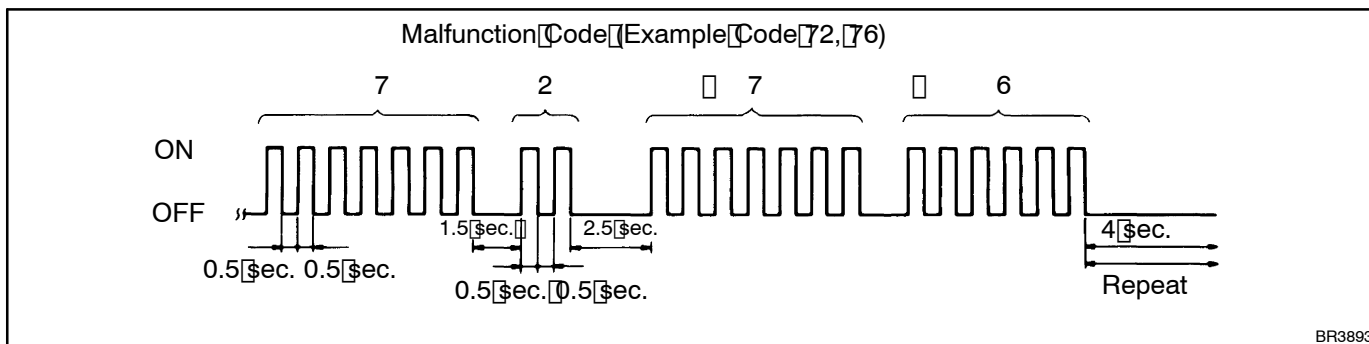 Malfunction Code (Example Code 72, 76)
7 2 7 6
ON
OFF
1.5 sec. 2.5 sec. 4 sec.
0.5 sec. 0.5 sec.
0.5 sec. 0.5 sec.
Repeat
BR3893